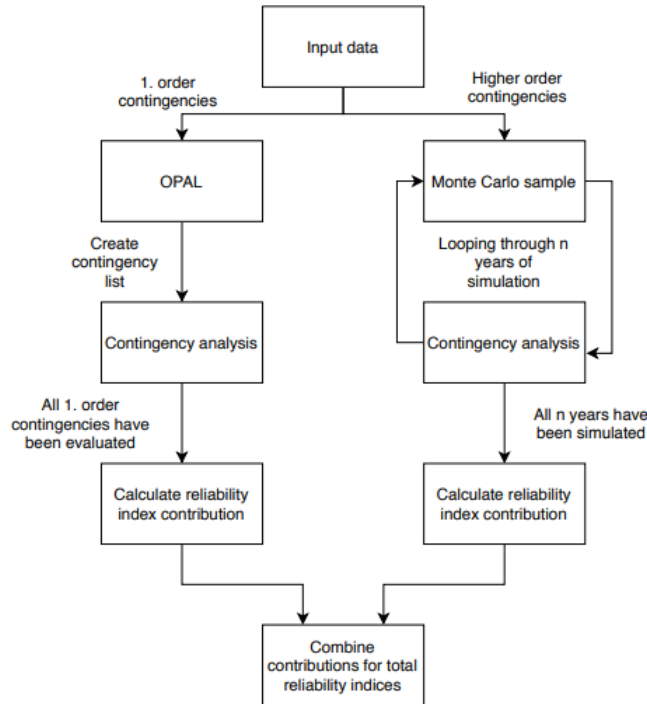 Input data
1. order
contingencies
Higher order
contingencies
OPAL
Monte Carlo sample
Create
contingency
list
Looping through n
years of
simulation
Contingency analysis
Contingency analysis
All 1. order
contingencies have
been evaluated
All n years have
been simulated
Calculate reliability
index contribution
Calculate reliability
index contribution
Combine
contributions for total
reliability indices